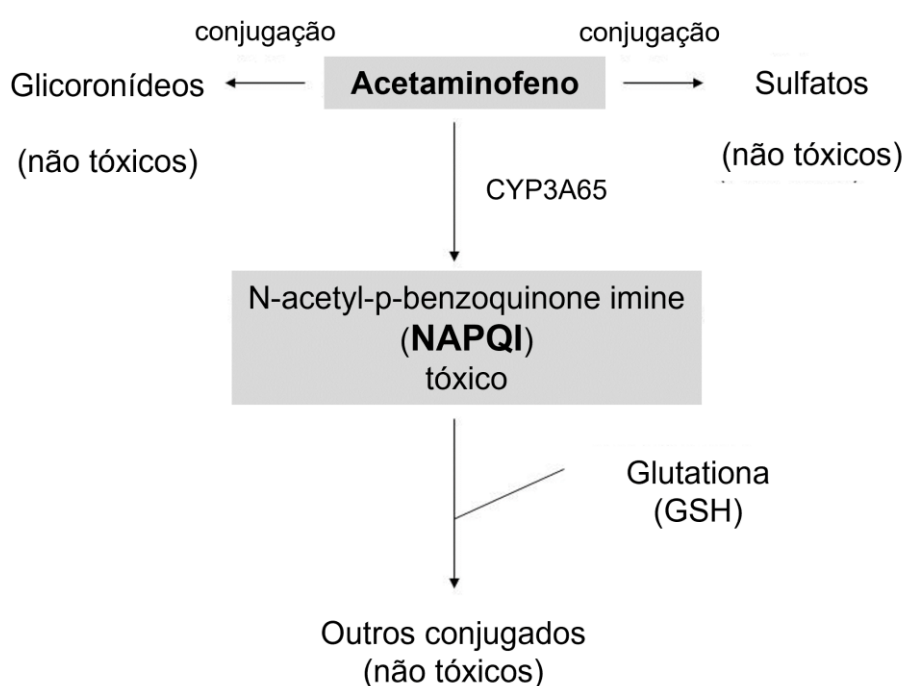 conjugação
conjugação
Glicoronídeos
Acetaminofeno
Sulfatos
(não tóxicos)
(não tóxicos)
CYP3A65
N-acetyl-p-benzoquinone imine
(NAPQI)
tóxico
Glutationa
(GSH)
Outros conjugados
(não tóxicos)